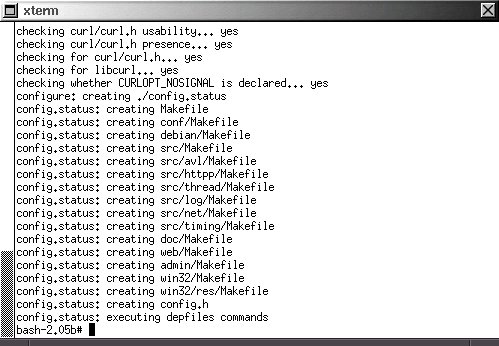 xterm
checking curl/curl.h usability... yes
checking curl/curl.h presence... yes
checking for curl/curl.h... yes
checking for libcurl... yes
checking whether CURLOPT_NOSIGNAL is declared... yes
configure: creating ./config.status
config.status: creating Makefile
config.status: creating conf/Makefile
config.status: creating debian/Makefile
config.status: creating src/Makefile
config.status: creating src/avl/Makefile
config.status: creating src/httpp/Makefile
config.status: creating src/thread/Makefile
config.status: creating src/log/Makefile
config.status: creating src/net/Makefile
config.status: creating src/timing/Makefile
config.status: creating doc/Makefile
config.status: creating web/Makefile
config.status: creating admin/Makefile
config.status: creating win32/Makefile
config.status: creating win32/res/Makefile
config.status: creating config.h
config.status: executing depfiles commands
bash-2.05b#